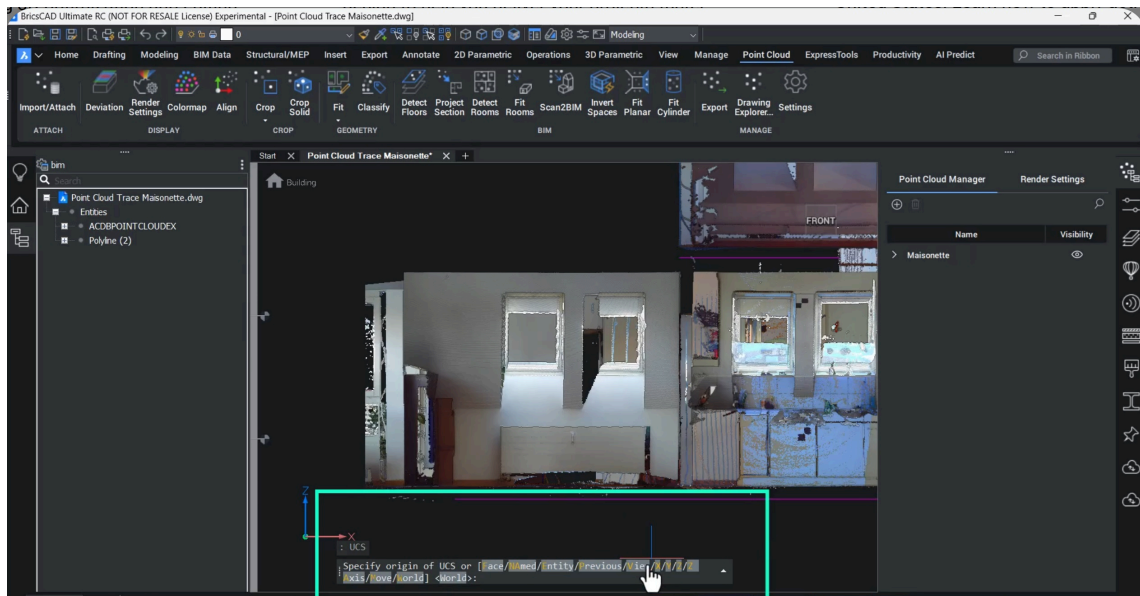 BricsCAD Ultimate RC (NOT FOR RESALE License) Experimental - [Point Cloud Trace Maisonette.dwg]
0
Modeling
Home Drafting Modeling BIM Data Structural/MEP Insert Export Annotate 2D Parametric Operations 3D Parametric View Manage Point Cloud ExpressTools Productivity AI Predict
Search in Ribbon
Import/Attach Deviation Render Settings Colormap Align Crop Crop Solid Fit Classify Detect Floors Project Section Detect Rooms Fit Rooms Scan2BIM Invert Spaces Fit Planar Fit Cylinder Export Drawing Explorer... Settings
ATTACH DISPLAY CROP GEOMETRY BIM MANAGE
Start Point Cloud Trace Maisonette*
bim
Search
Point Cloud Trace Maisonette.dwg
Entities
ACDBPOINTCLOUDEX
Polyline (2)
Building
FRONT
Point Cloud Manager Render Settings
Name Visibility
Maisonette
Z
X
: UCS
Specify origin of UCS or [Face/NAmed/Entity/Previous/View/X/Y/Z/Z
Axis/Move/World] <World>: